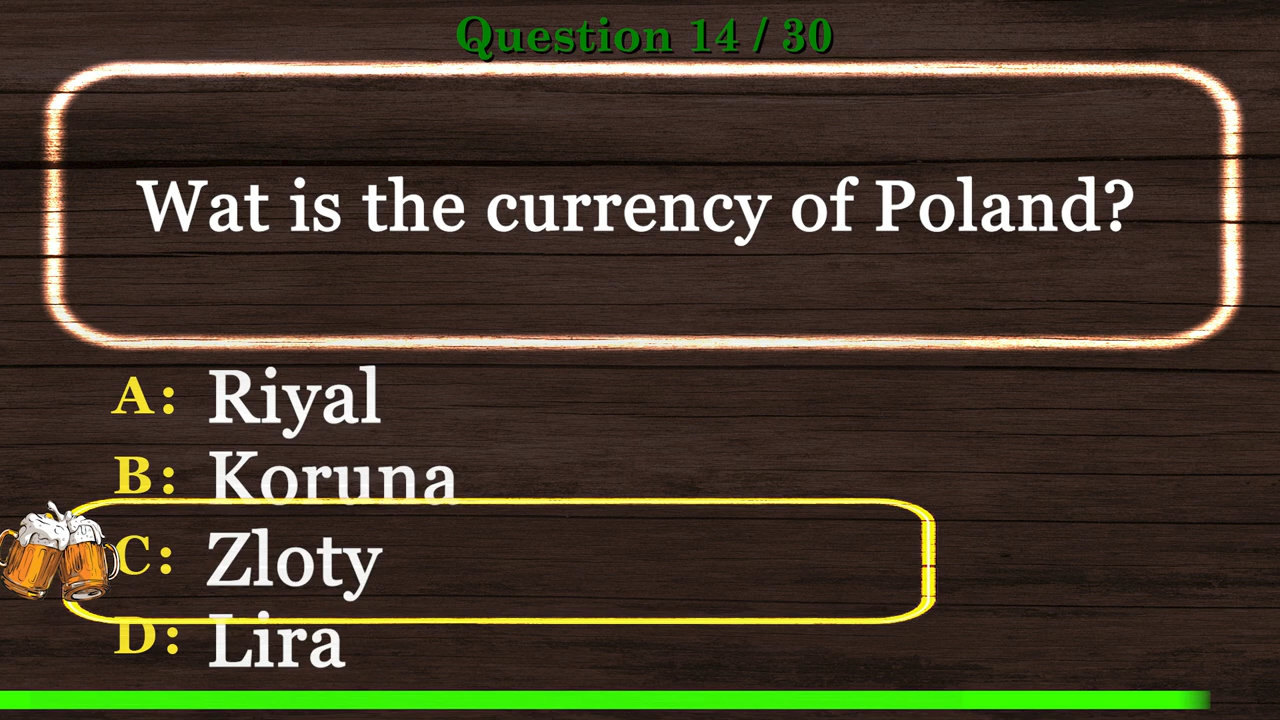 Question 14 / 30
Wat is the currency of Poland?
A: Riyal
B: Koruna
C: Zloty
D: Lira